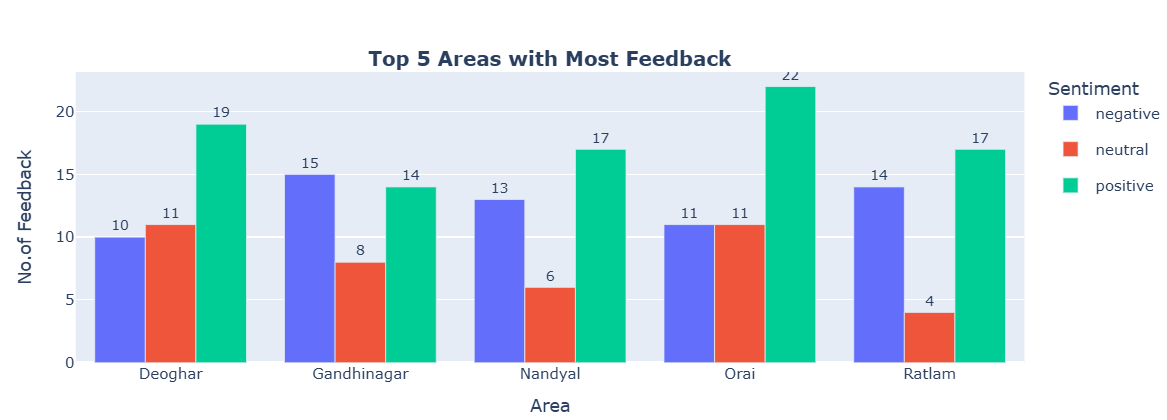 Top 5 Areas with Most Feedback
No.of Feedback
20
15
10
5
0
10
11
19
15
8
14
13
6
17
11
11
22
14
4
17
Deoghar
Gandhinagar
Nandyal
Orai
Ratlam
Area
Sentiment
negative
neutral
positive